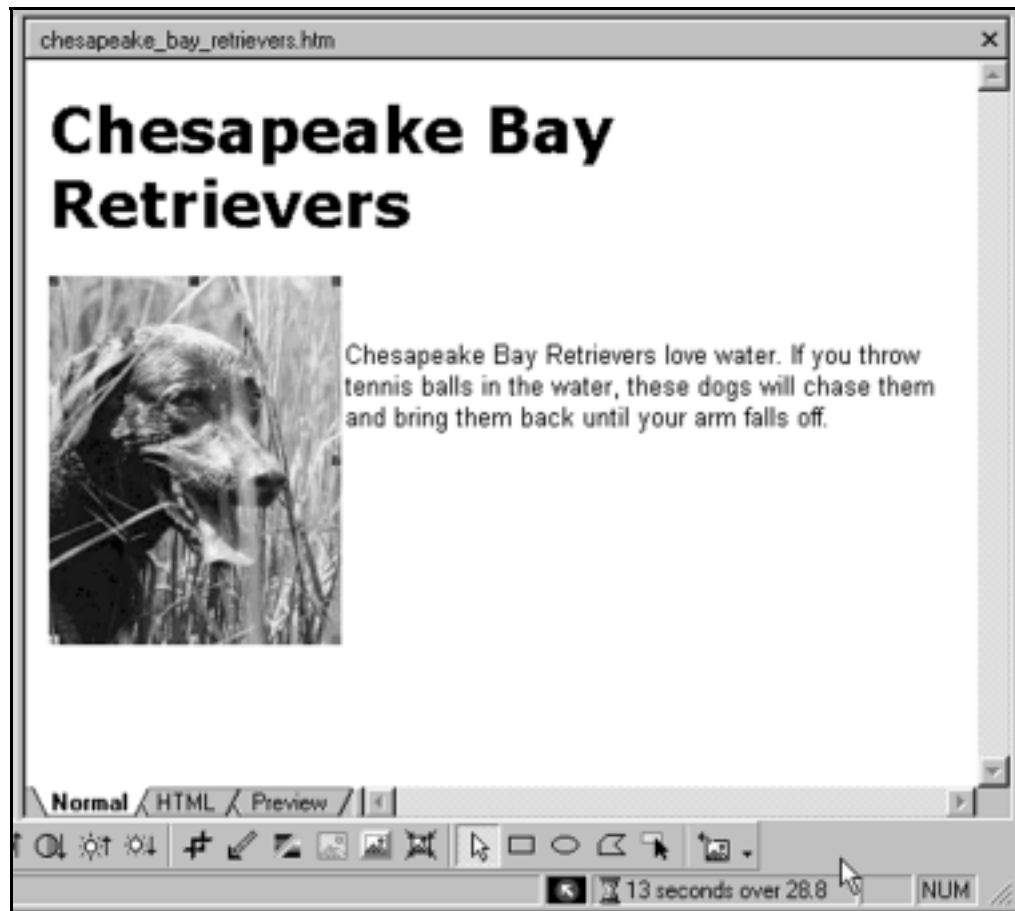 chesapeake_bay_retrievers.htm
Chesapeake Bay
Retrievers
Chesapeake Bay Retrievers love water. If you throw
tennis balls in the water, these dogs will chase them
and bring them back until your arm falls off.
Normal HTML Preview
13 seconds over 28.8 NUM